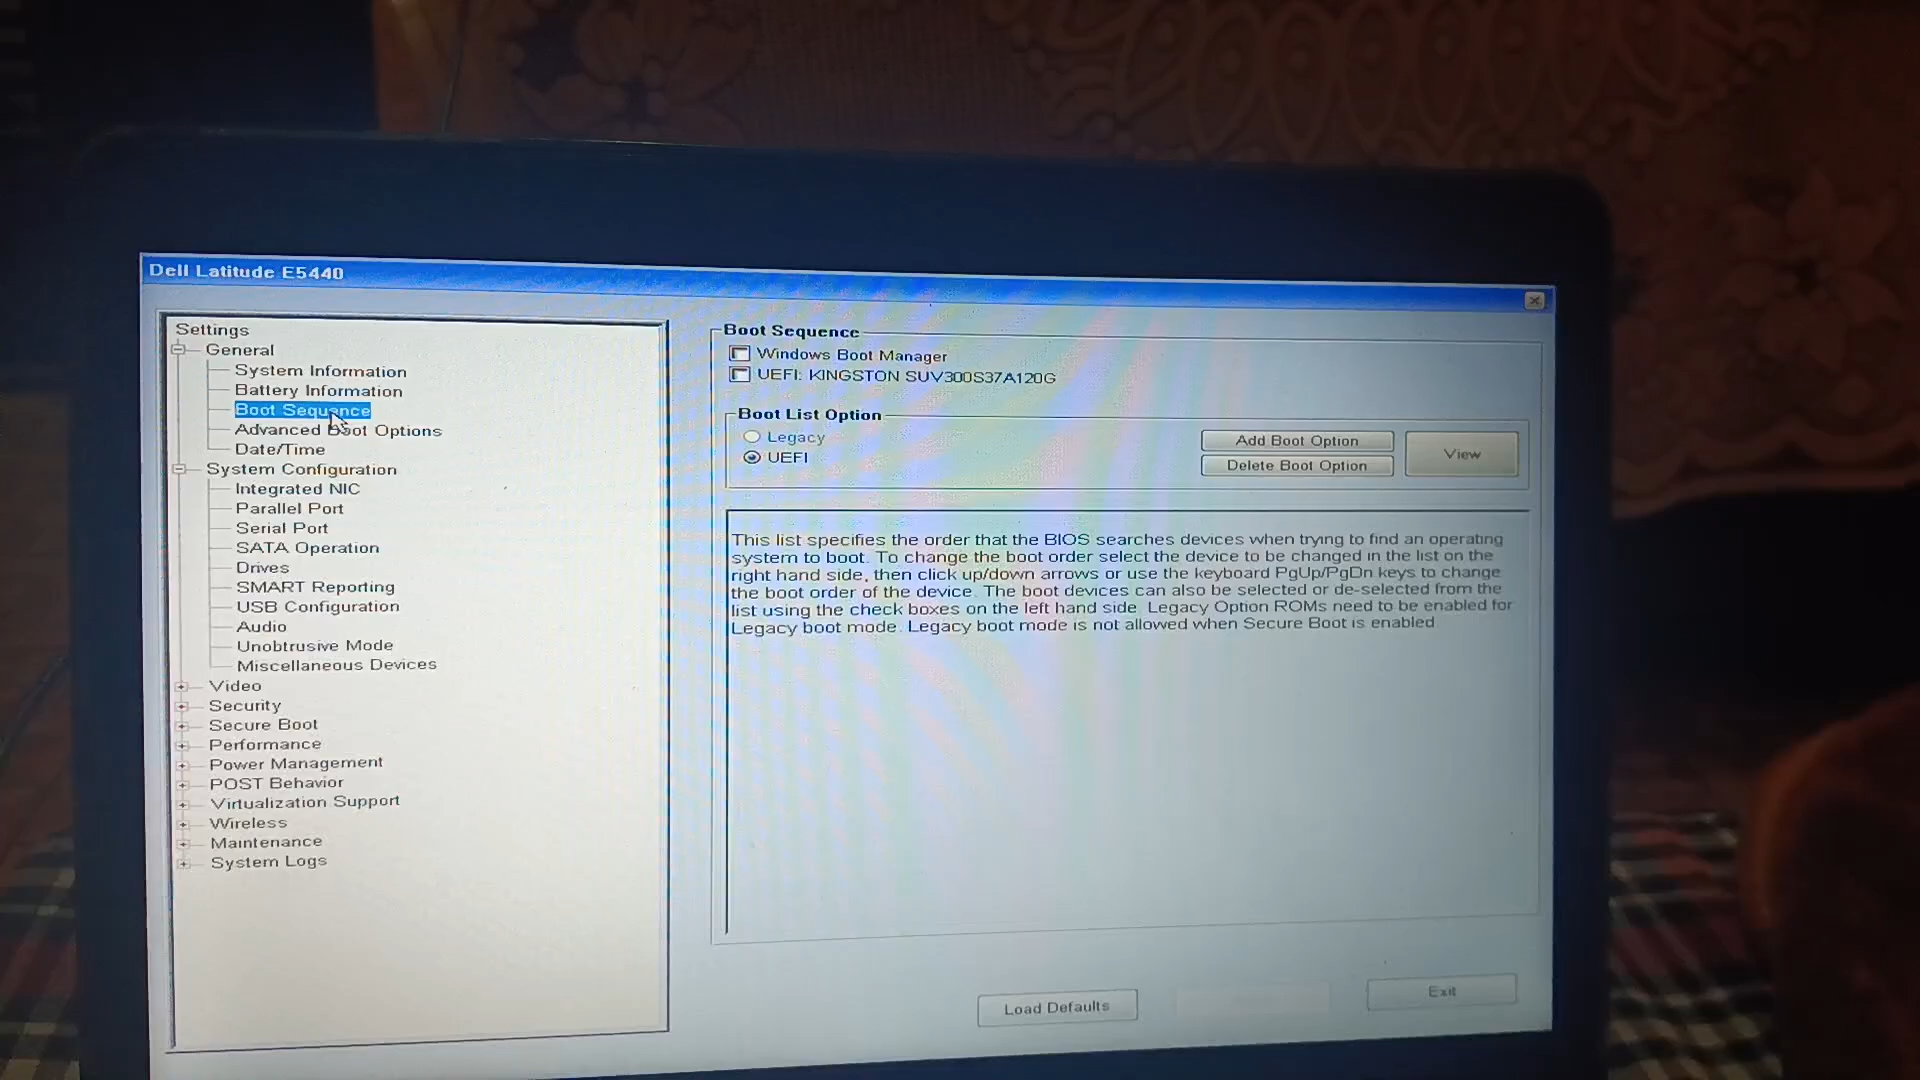 Dell Latitude E5440
Settings
General
System Information
Battery Information
Boot Sequence
Advanced Boot Options
Date/Time
System Configuration
Integrated NIC
Parallel Port
Serial Port
SATA Operation
Drives
SMART Reporting
USB Configuration
Audio
Unobtrusive Mode
Miscellaneous Devices
Video
Security
Secure Boot
Performance
Power Management
POST Behavior
Virtualization Support
Wireless
Maintenance
System Logs
Boot Sequence
Windows Boot Manager
UEFI: KINGSTON SUV300S37A120G
Boot List Option
Legacy
UEFI
Add Boot Option
Delete Boot Option
View
This list specifies the order that the BIOS searches devices when trying to find an operating
system to boot. To change the boot order select the device to be changed in the list on the
right hand side, then click up/down arrows or use the keyboard PgUp/PgDn keys to change
the boot order of the device. The boot devices can also be selected or de-selected from the
list using the check boxes on the left hand side. Legacy Option ROMs need to be enabled for
Legacy boot mode. Legacy boot mode is not allowed when Secure Boot is enabled.
Load Defaults
Exit